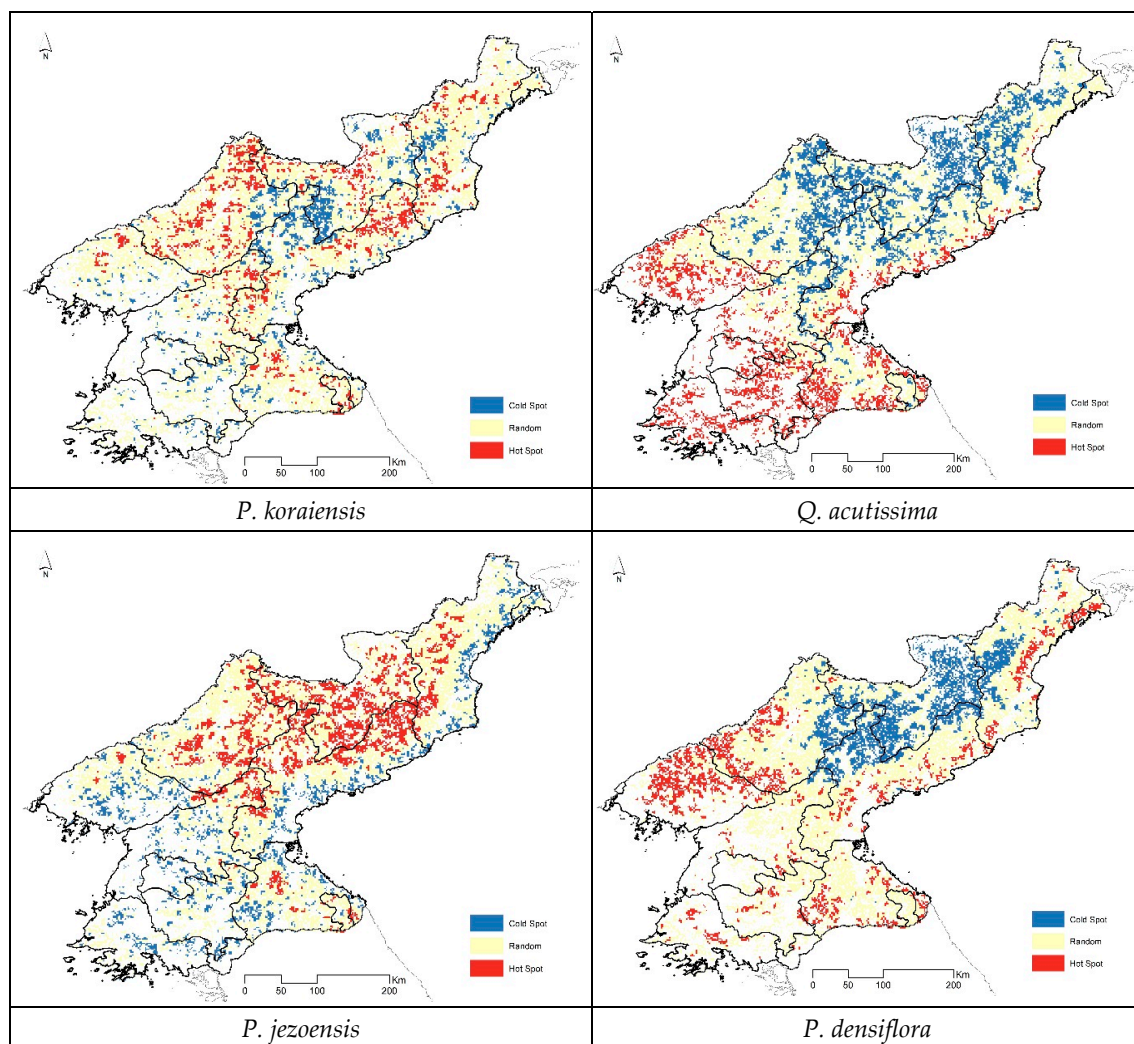 N
Cold Spot
Random
Hot Spot
Km
0 50 100 200
N
Cold Spot
Random
Hot Spot
Km
0 50 100 200
P. koraiensis
Q. acutissima
N
Cold Spot
Random
Hot Spot
Km
0 50 100 200
N
Cold Spot
Random
Hot Spot
Km
0 50 100 200
P. jezoensis
P. densiflora